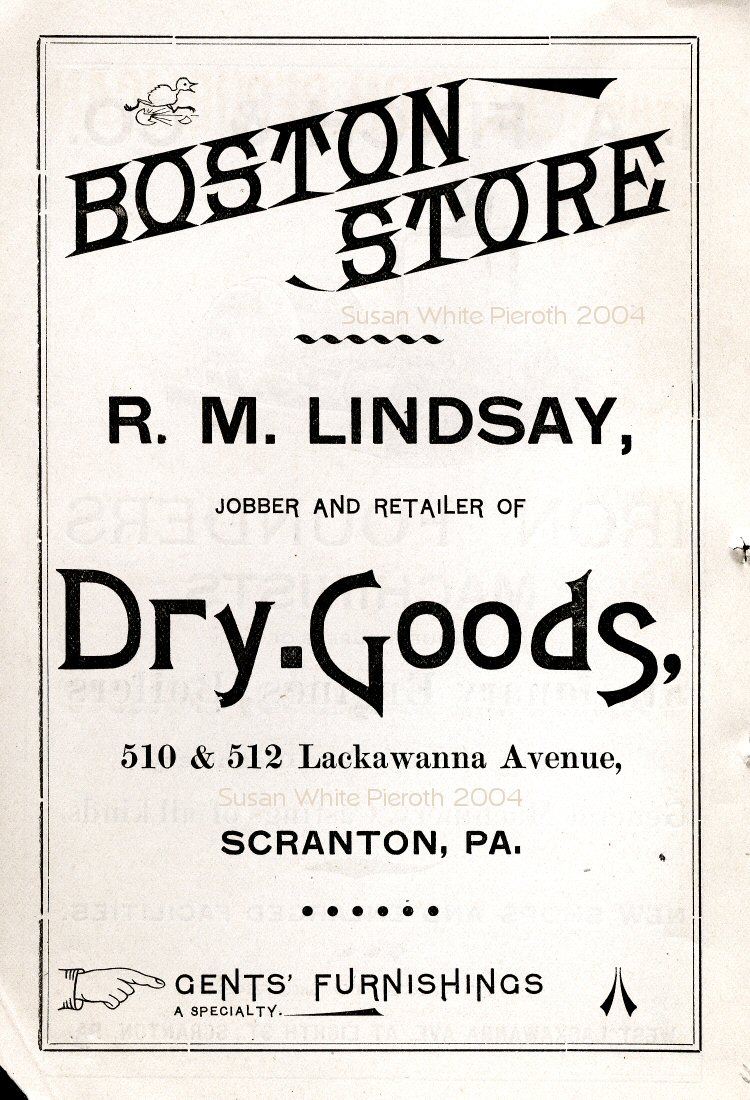 BOSTON
STORE
Susan White Pieroth 2004
R. M. LINDSAY,
JOBBER AND RETAILER OF
Dry.Goods,
510 & 512 Lackawanna Avenue,
Susan White Pieroth 2004
SCRANTON, PA.
GENTS' FURNISHINGS
A SPECIALTY.